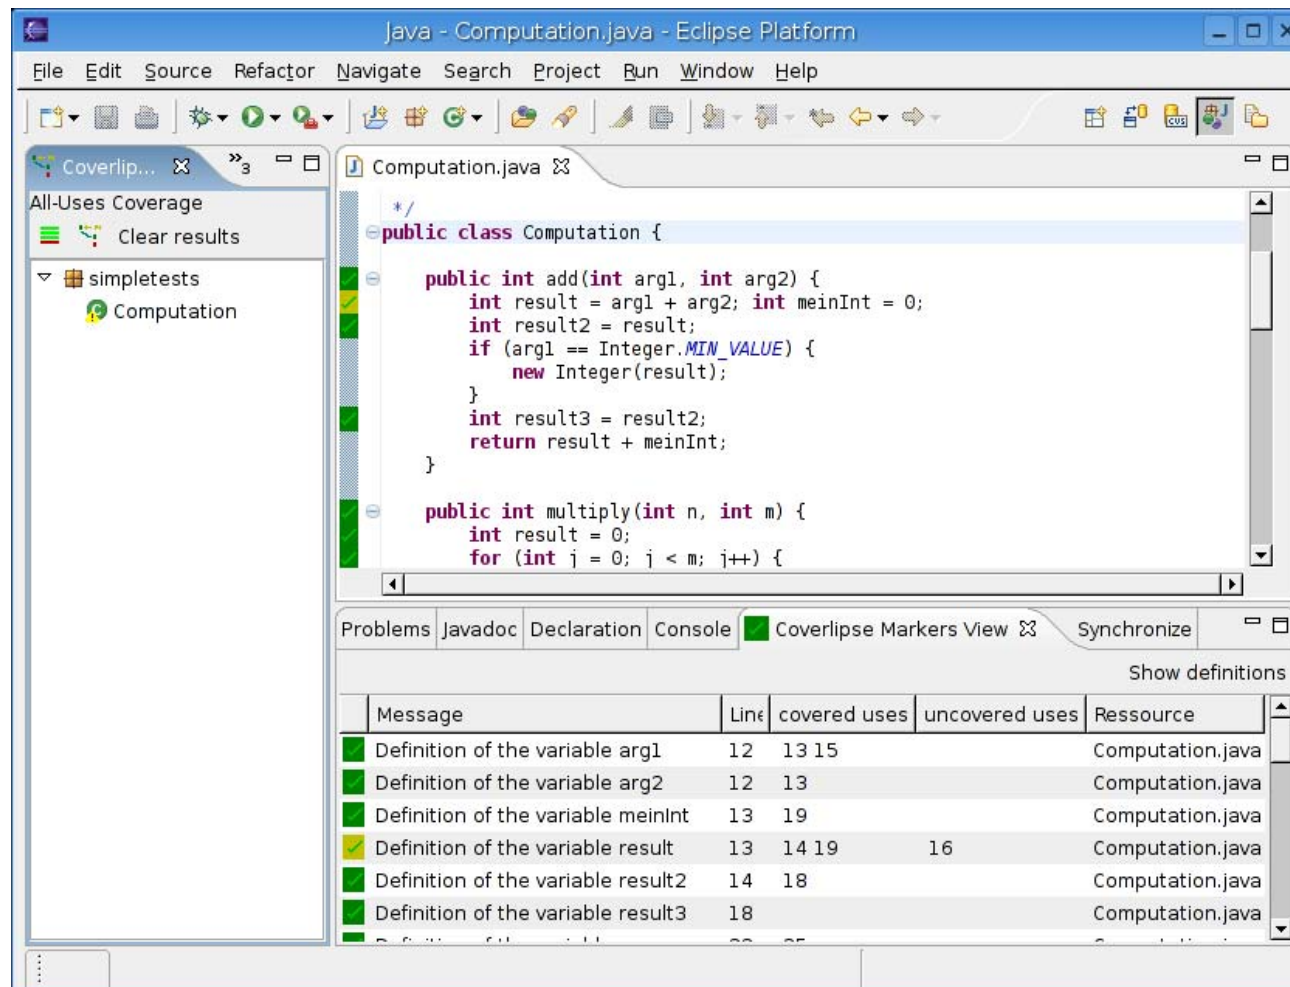 Java - Computation.java - Eclipse Platform
File Edit Source Refactor Navigate Search Project Run Window Help
CVS
Coverlip... »3
All-Uses Coverage
Clear results
simpletests
Computation
Computation.java
*/
public class Computation {
public int add(int arg1, int arg2) {
int result = arg1 + arg2; int meinInt = 0;
int result2 = result;
if (arg1 == Integer.MIN_VALUE) {
new Integer(result);
}
int result3 = result2;
return result + meinInt;
}
public int multiply(int n, int m) {
int result = 0;
for (int j = 0; j < m; j++) {
Problems Javadoc Declaration Console Coverlipse Markers View Synchronize
Show definitions
Message Line covered uses uncovered uses Ressource
Definition of the variable arg1 12 13 15 Computation.java
Definition of the variable arg2 12 13 Computation.java
Definition of the variable meinInt 13 19 Computation.java
Definition of the variable result 13 14 19 16 Computation.java
Definition of the variable result2 14 18 Computation.java
Definition of the variable result3 18 Computation.java